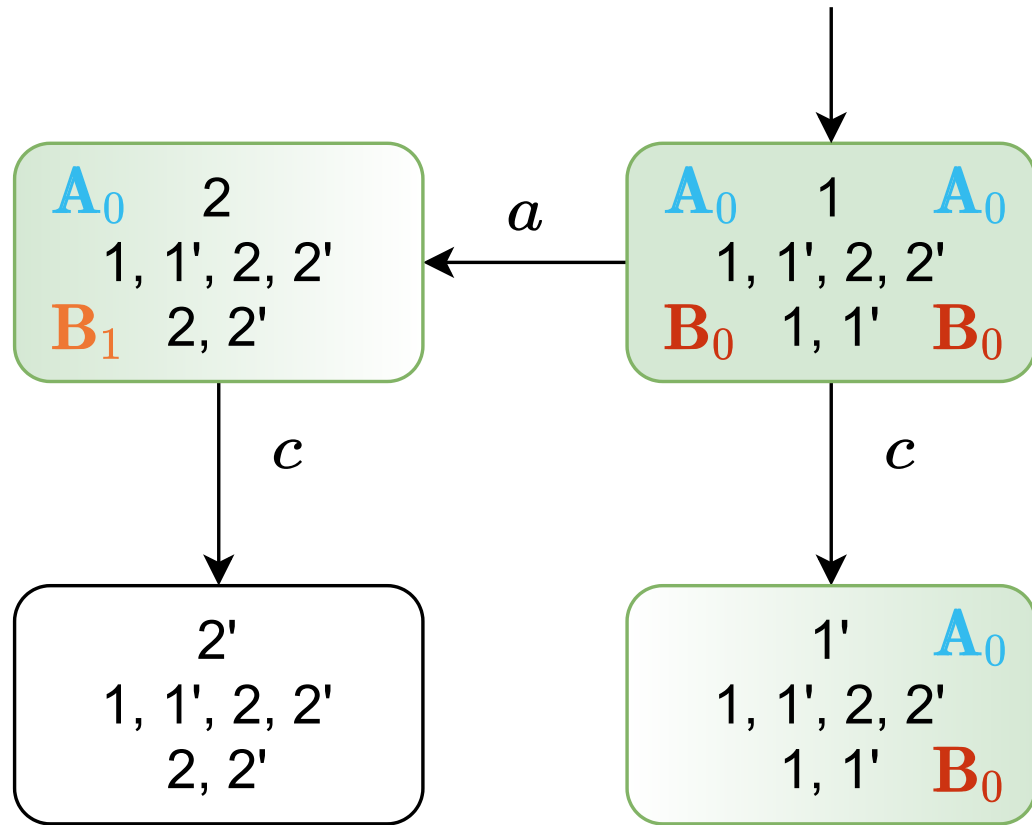 A₀ 2
1, 1', 2, 2'
B₁ 2, 2'
a
A₀ 1 A₀
1, 1', 2, 2'
B₀ 1, 1' B₀
c
c
2'
1, 1', 2, 2'
2, 2'
1' A₀
1, 1', 2, 2'
1, 1' B₀